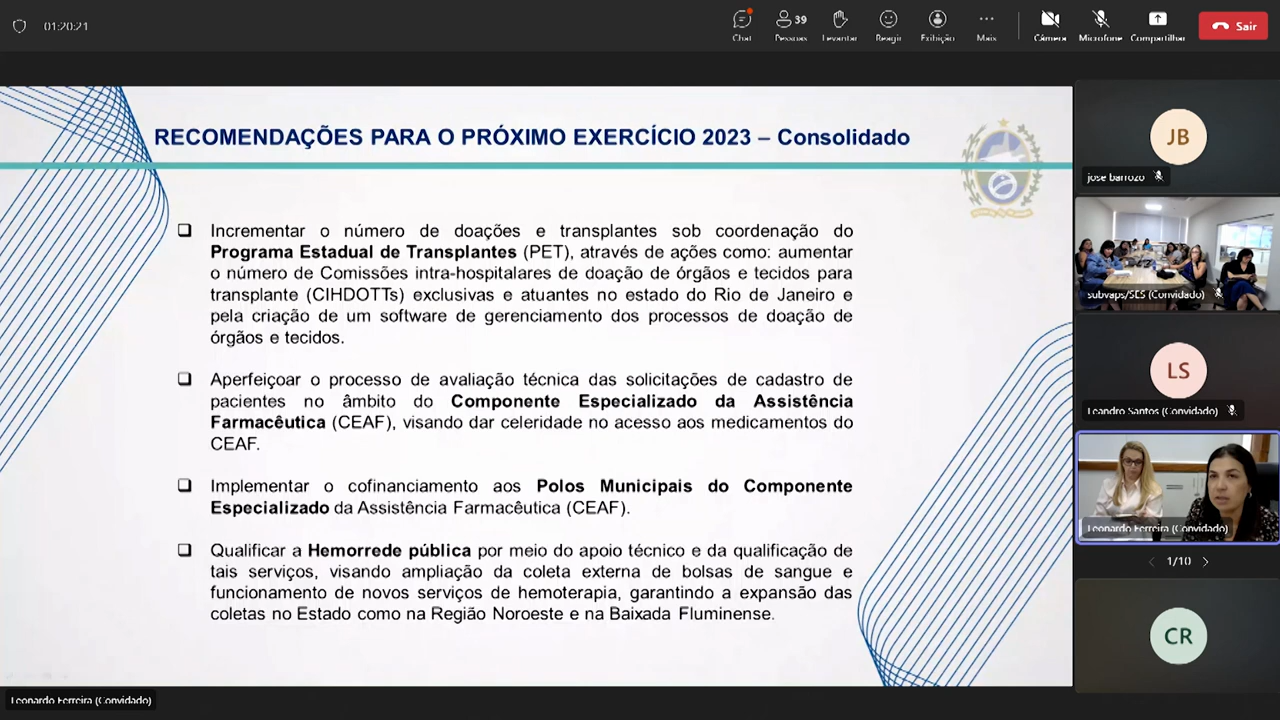 01:20:21
Chat
39
Pessoas
Levantar
Reagir
Exibição
Mais
Câmera
Microfone
Compartilhar
Sair
RECOMENDAÇÕES PARA O PRÓXIMO EXERCÍCIO 2023 – Consolidado
Incrementar o número de doações e transplantes sob coordenação do
Programa Estadual de Transplantes (PET), através de ações como: aumentar
o número de Comissões intra-hospitalares de doação de órgãos e tecidos para
transplante (CIHDOTTs) exclusivas e atuantes no estado do Rio de Janeiro e
pela criação de um software de gerenciamento dos processos de doação de
órgãos e tecidos.
Aperfeiçoar o processo de avaliação técnica das solicitações de cadastro de
pacientes no âmbito do Componente Especializado da Assistência
Farmacêutica (CEAF), visando dar celeridade no acesso aos medicamentos do
CEAF.
Implementar o cofinanciamento aos Polos Municipais do Componente
Especializado da Assistência Farmacêutica (CEAF).
Qualificar a Hemorrede pública por meio do apoio técnico e da qualificação de
tais serviços, visando ampliação da coleta externa de bolsas de sangue e
funcionamento de novos serviços de hemoterapia, garantindo a expansão das
coletas no Estado como na Região Noroeste e na Baixada Fluminense.
JB
jose barrozo
subvaps/SES (Convidado)
LS
Leandro Santos (Convidado)
Leonardo Ferreira (Convidado)
1/10
CR
Leonardo Ferreira (Convidado)